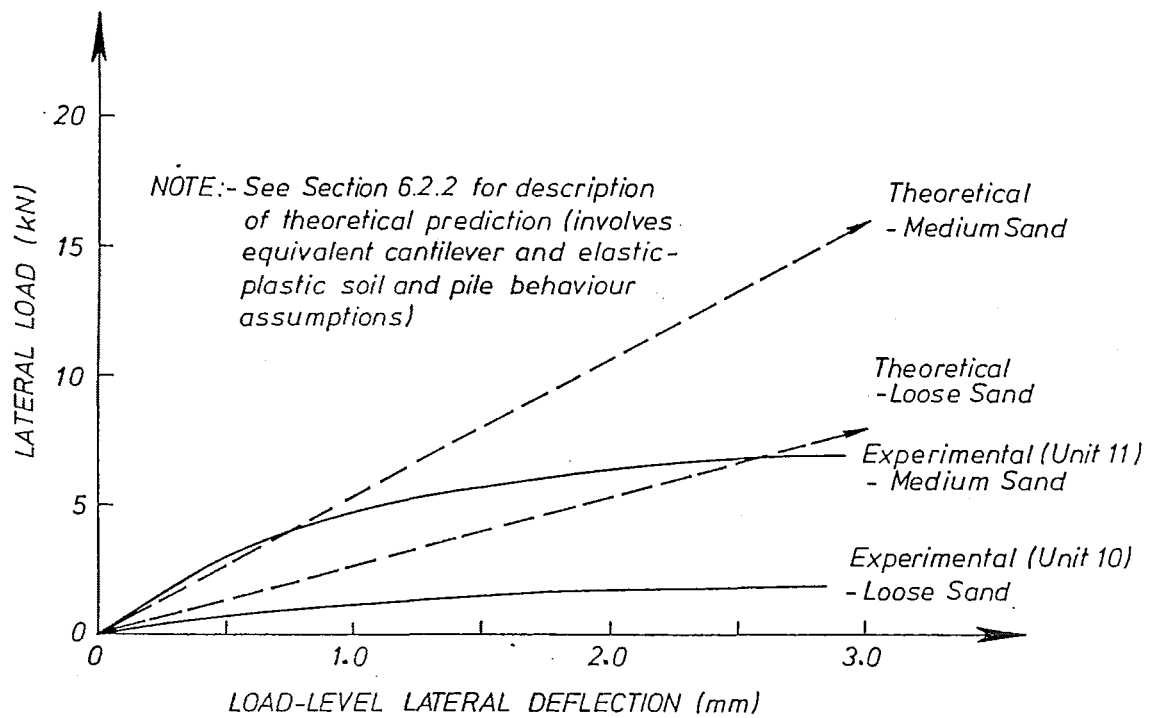 20
15
10
5
0
LATERAL LOAD (kN)
NOTE:- See Section 6.2.2 for description
of theoretical prediction (involves
equivalent cantilever and elastic-
plastic soil and pile behaviour
assumptions)
Theoretical
- Medium Sand
Theoretical
-Loose Sand
Experimental (Unit 11)
- Medium Sand
Experimental (Unit 10)
- Loose Sand
0
1.0
2.0
3.0
LOAD-LEVEL LATERAL DEFLECTION (mm)